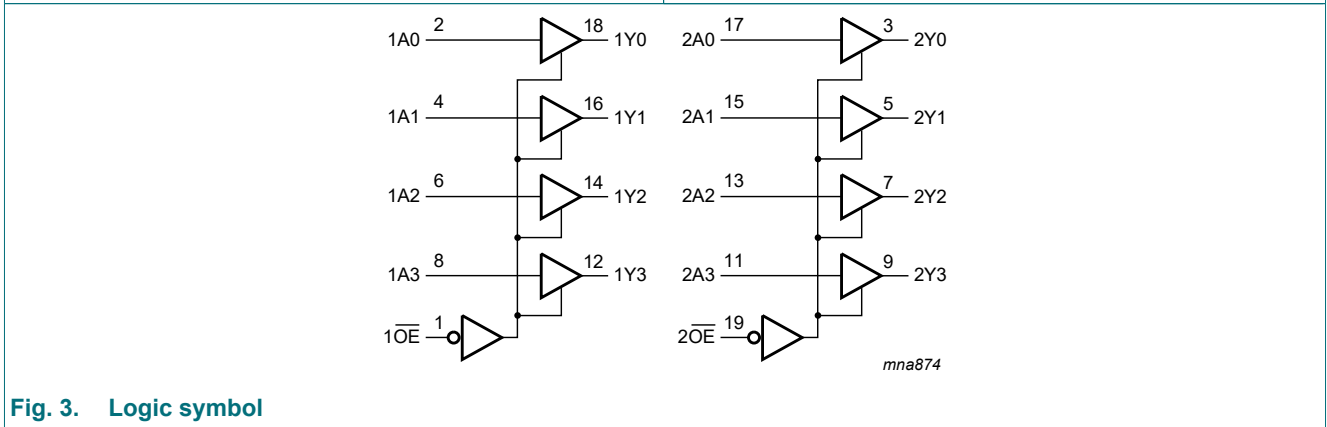 1A0 2 18 1Y0
2A0 17 3 2Y0
1A1 4 16 1Y1
2A1 15 5 2Y1
1A2 6 14 1Y2
2A2 13 7 2Y2
1A3 8 12 1Y3
2A3 11 9 2Y3
1O̅E̅ 1
2O̅E̅ 19
mna874
Fig. 3. Logic symbol